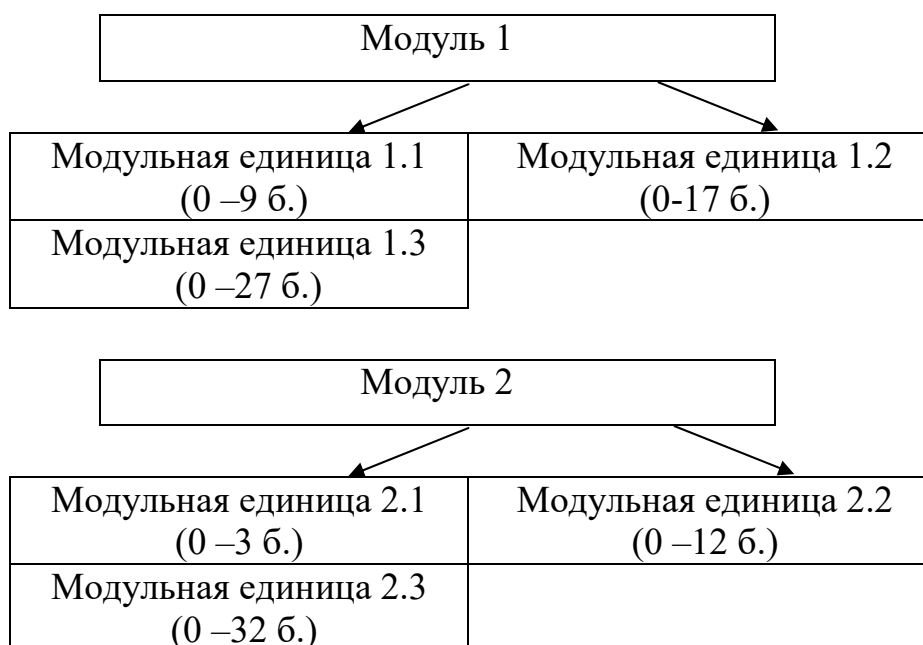 Модуль 1
Модульная единица 1.1
(0 –9 б.)
Модульная единица 1.2
(0-17 б.)
Модульная единица 1.3
(0 –27 б.)
Модуль 2
Модульная единица 2.1
(0 –3 б.)
Модульная единица 2.2
(0 –12 б.)
Модульная единица 2.3
(0 –32 б.)